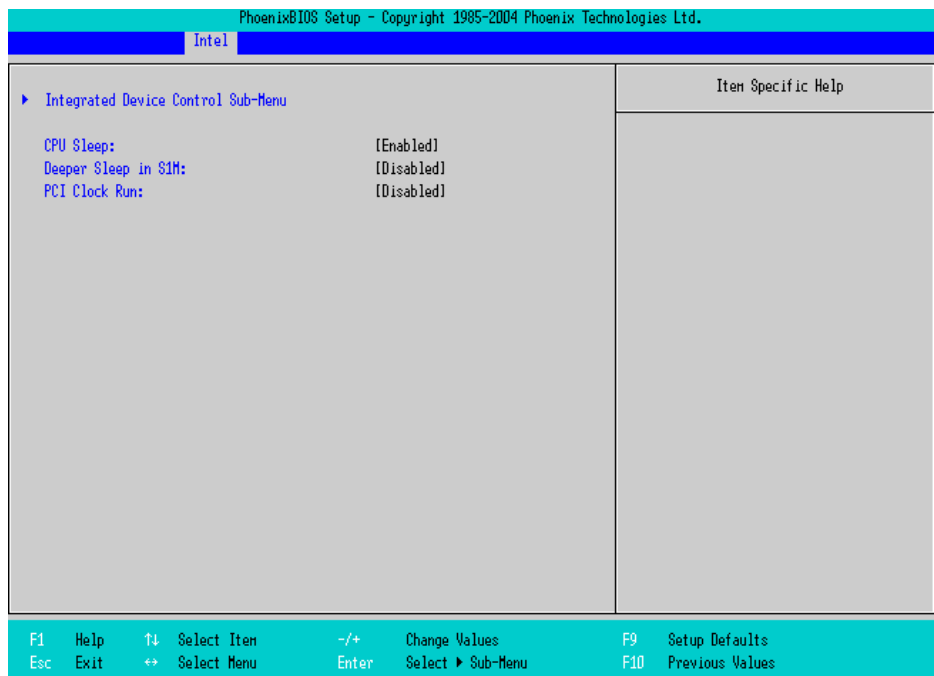 PhoenixBIOS Setup - Copyright 1985-2004 Phoenix Technologies Ltd.
Intel
Integrated Device Control Sub-Menu
Item Specific Help
CPU Sleep: [Enabled]
Deeper Sleep in S1M: [Disabled]
PCI Clock Run: [Disabled]
F1 Help ↑↓ Select Item -/+ Change Values F9 Setup Defaults
Esc Exit ↔ Select Menu Enter Select ▶ Sub-Menu F10 Previous Values